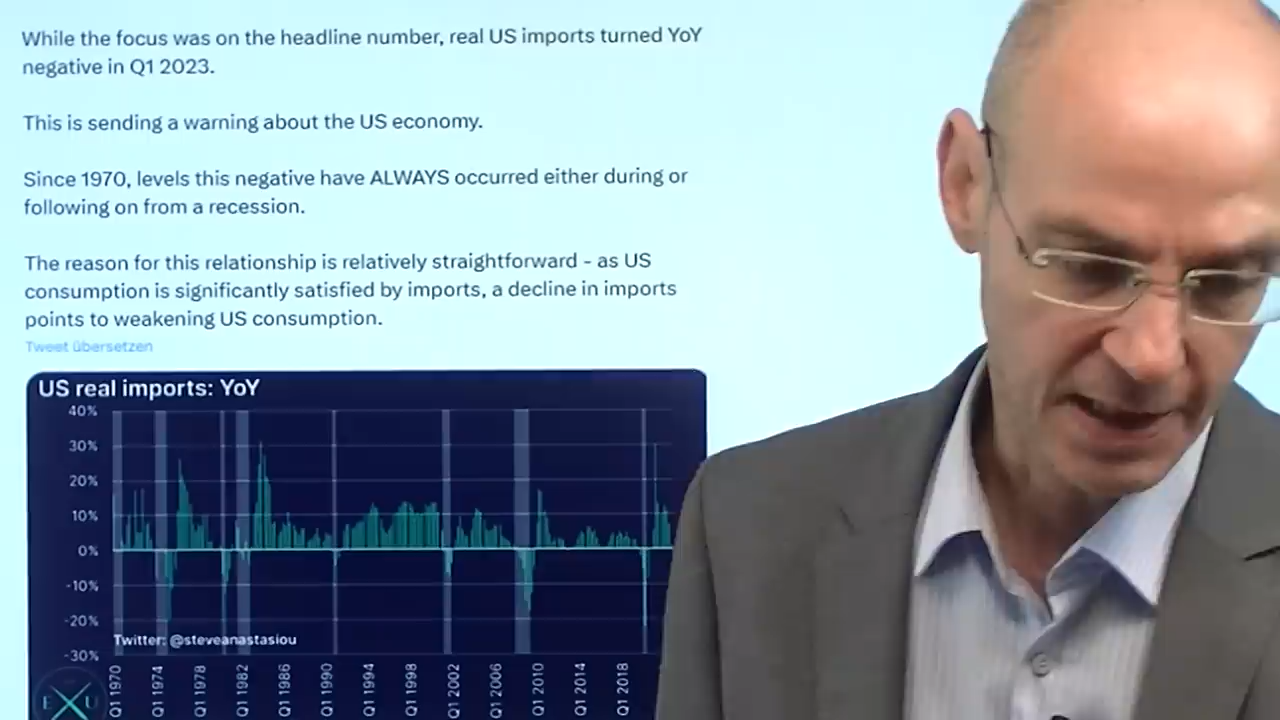 While the focus was on the headline number, real US imports turned YoY
negative in Q1 2023.
This is sending a warning about the US economy.
Since 1970, levels this negative have ALWAYS occurred either during or
following on from a recession.
The reason for this relationship is relatively straightforward - as US
consumption is significantly satisfied by imports, a decline in imports
points to weakening US consumption.
Tweet übersetzen
US real imports: YoY
40%
30%
20%
10%
0%
-10%
-20%
-30%
Twitter: @steveanastasiou
Q1 1970
Q1 1974
Q1 1978
Q1 1982
Q1 1986
Q1 1990
Q1 1994
Q1 1998
Q1 2002
Q1 2006
Q1 2010
Q1 2014
Q1 2018
E U